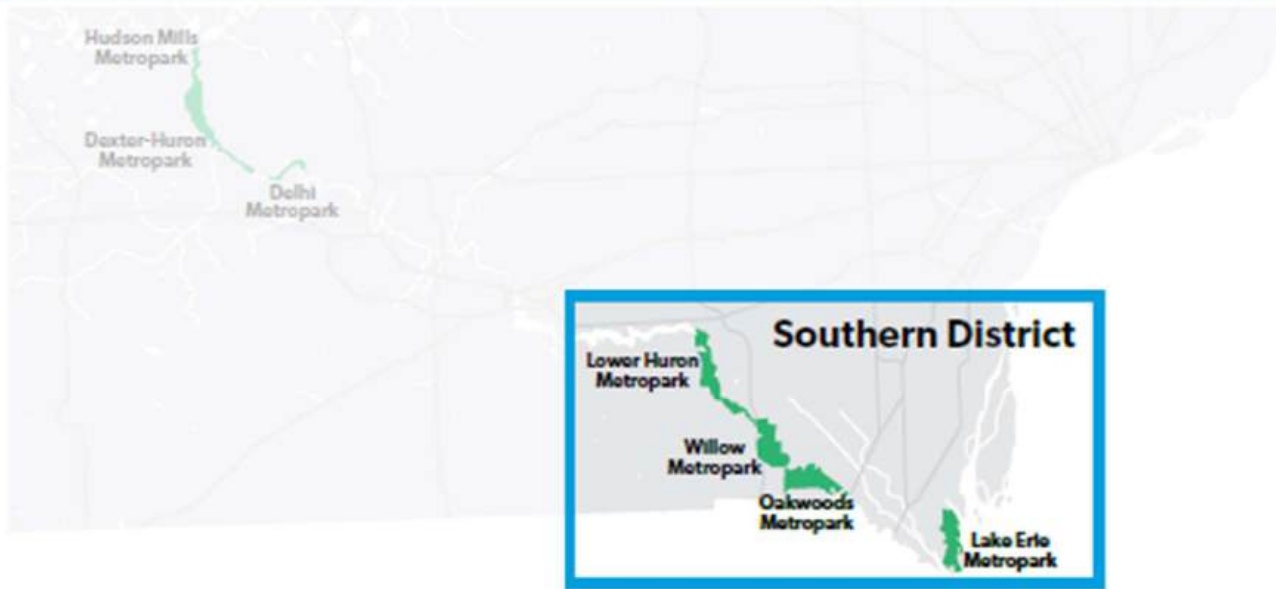 Hudson Mills
Metropark
Dexter-Huron
Metropark
Delhi
Metropark
Southern District
Lower Huron
Metropark
Willow
Metropark
Oakwoods
Metropark
Lake Erie
Metropark